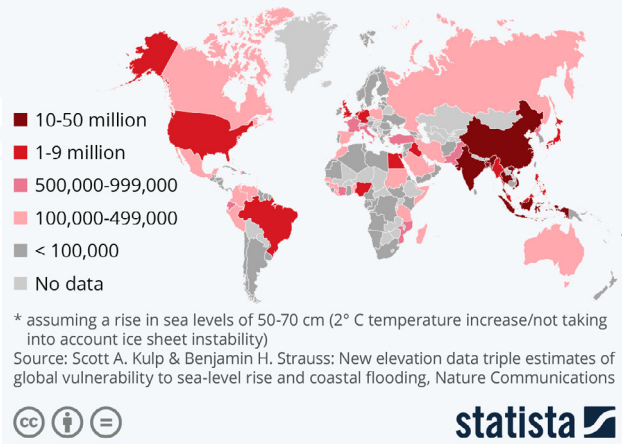 10-50 million
1-9 million
500,000-999,000
100,000-499,000
< 100,000
No data
* assuming a rise in sea levels of 50-70 cm (2° C temperature increase/not taking
into account ice sheet instability)
Source: Scott A. Kulp & Benjamin H. Strauss: New elevation data triple estimates of
global vulnerability to sea-level rise and coastal flooding, Nature Communications
cc
statista